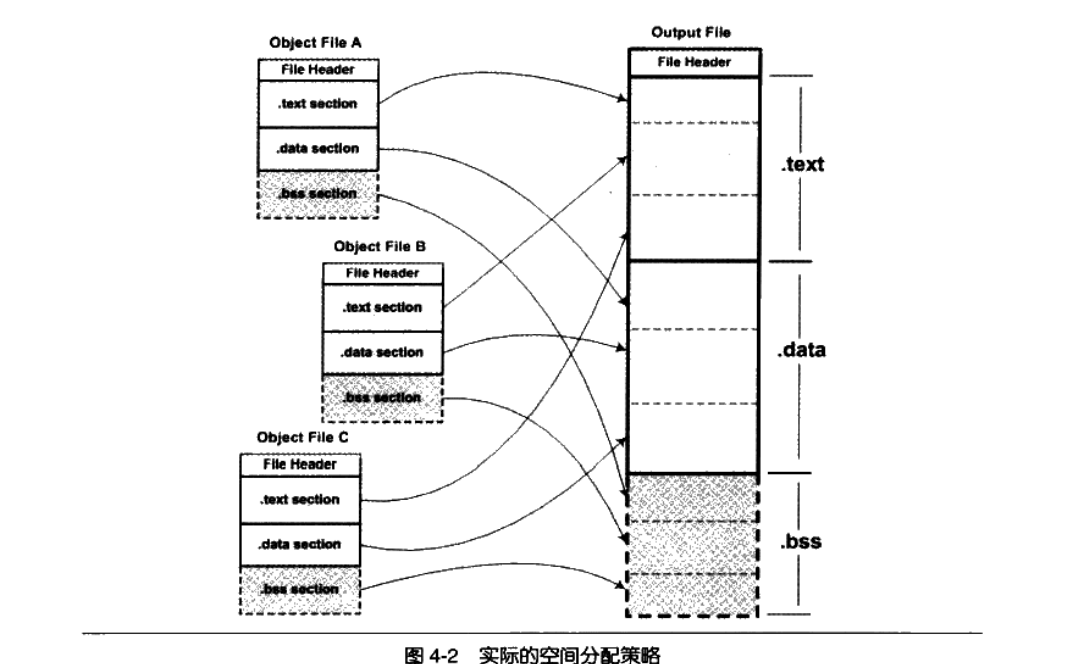 Object File A
File Header
.text section
.data section
.bss section
Object File B
File Header
.text section
.data section
.bss section
Object File C
File Header
.text section
.data section
.bss section
Output File
File Header
.text
.data
.bss
图 4-2 实际的空间分配策略